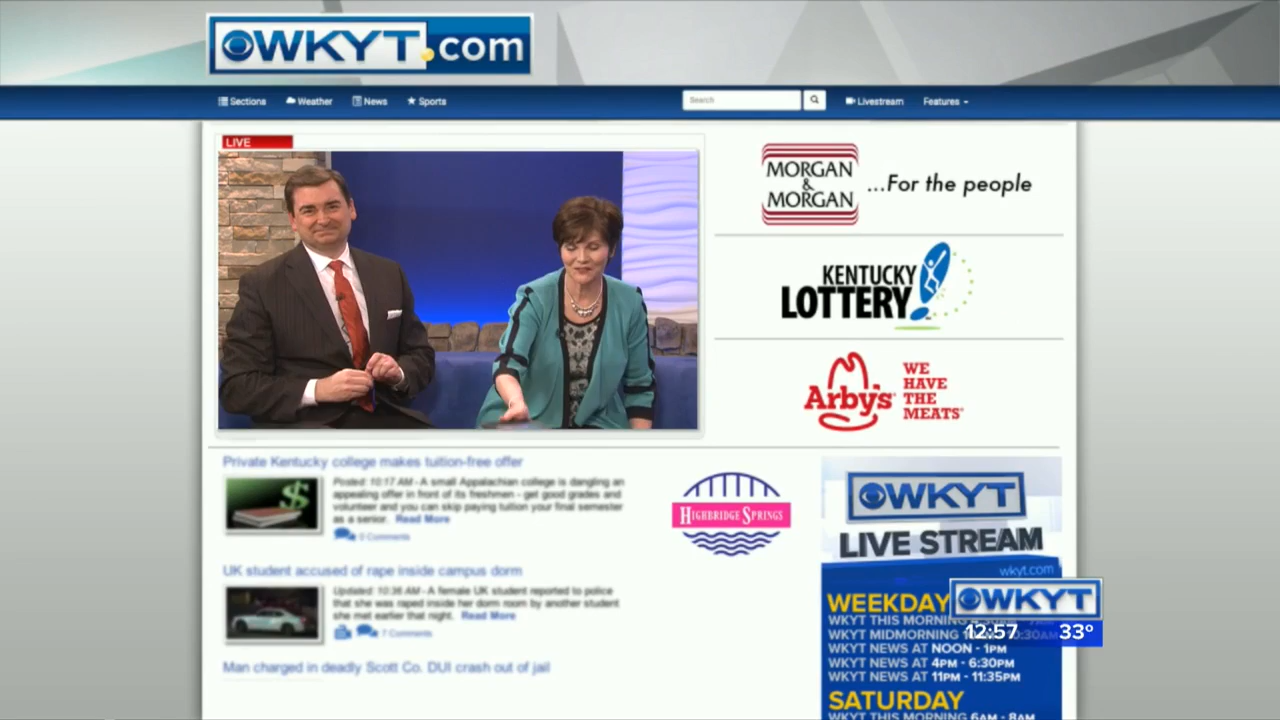 WKYT.com
Sections Weather News Sports Search Livestream Features
LIVE
MORGAN & MORGAN ...For the people
KENTUCKY LOTTERY
Arby's WE HAVE THE MEATS
Private Kentucky college makes tuition-free offer
Posted: 10:17 AM - A small Appalachian college is dangling an
appealing offer in front of its freshmen - get good grades and
volunteer and you can skip paying tuition your final semester
as a senior. Read More
0 Comments
UK student accused of rape inside campus dorm
Updated: 10:36 AM - A female UK student reported to police
that she was raped inside her dorm room by another student
she met earlier that night. Read More
7 Comments
Man charged in deadly Scott Co. DUI crash out of jail
HIGHBRIDGE SPRINGS
WKYT
LIVE STREAM
wkyt.com
WEEKDAY
WKYT THIS MORNING
WKYT MIDMORNING
WKYT NEWS AT NOON - 1PM
WKYT NEWS AT 4PM - 6:30PM
WKYT NEWS AT 11PM - 11:35PM
SATURDAY
WKYT THIS MORNING 6AM - 8AM
WKYT
12:57 33°